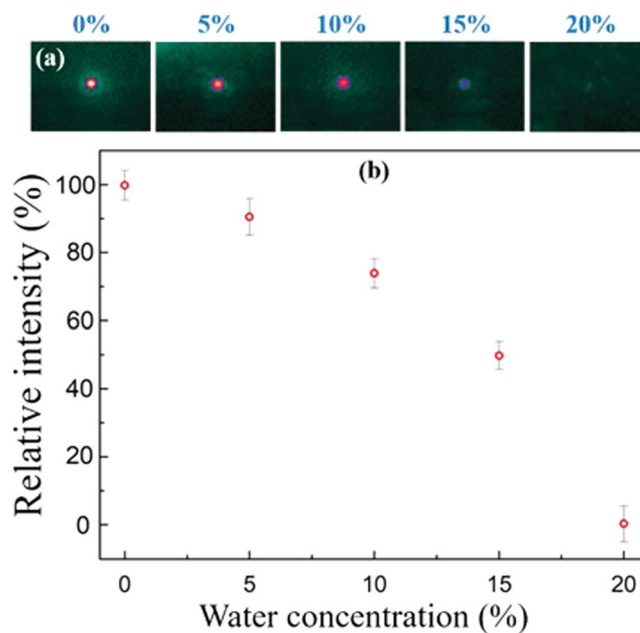 0% 5% 10% 15% 20%
(a)
(b)
Relative intensity (%)
100
80
60
40
20
0
0 5 10 15 20
Water concentration (%)